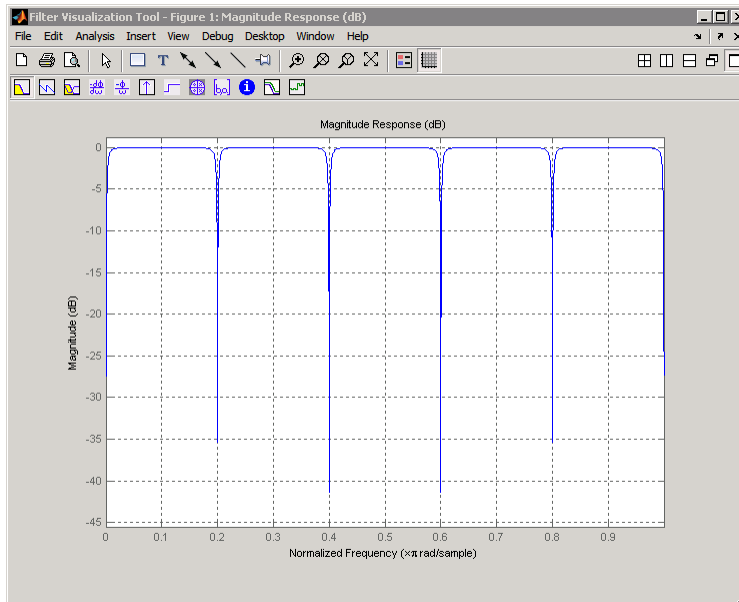 Filter Visualization Tool - Figure 1: Magnitude Response (dB)
File Edit Analysis Insert View Debug Desktop Window Help
Magnitude Response (dB)
0
-5
-10
-15
-20
-25
-30
-35
-40
-45
Magnitude (dB)
0 0.1 0.2 0.3 0.4 0.5 0.6 0.7 0.8 0.9
Normalized Frequency (×π rad/sample)